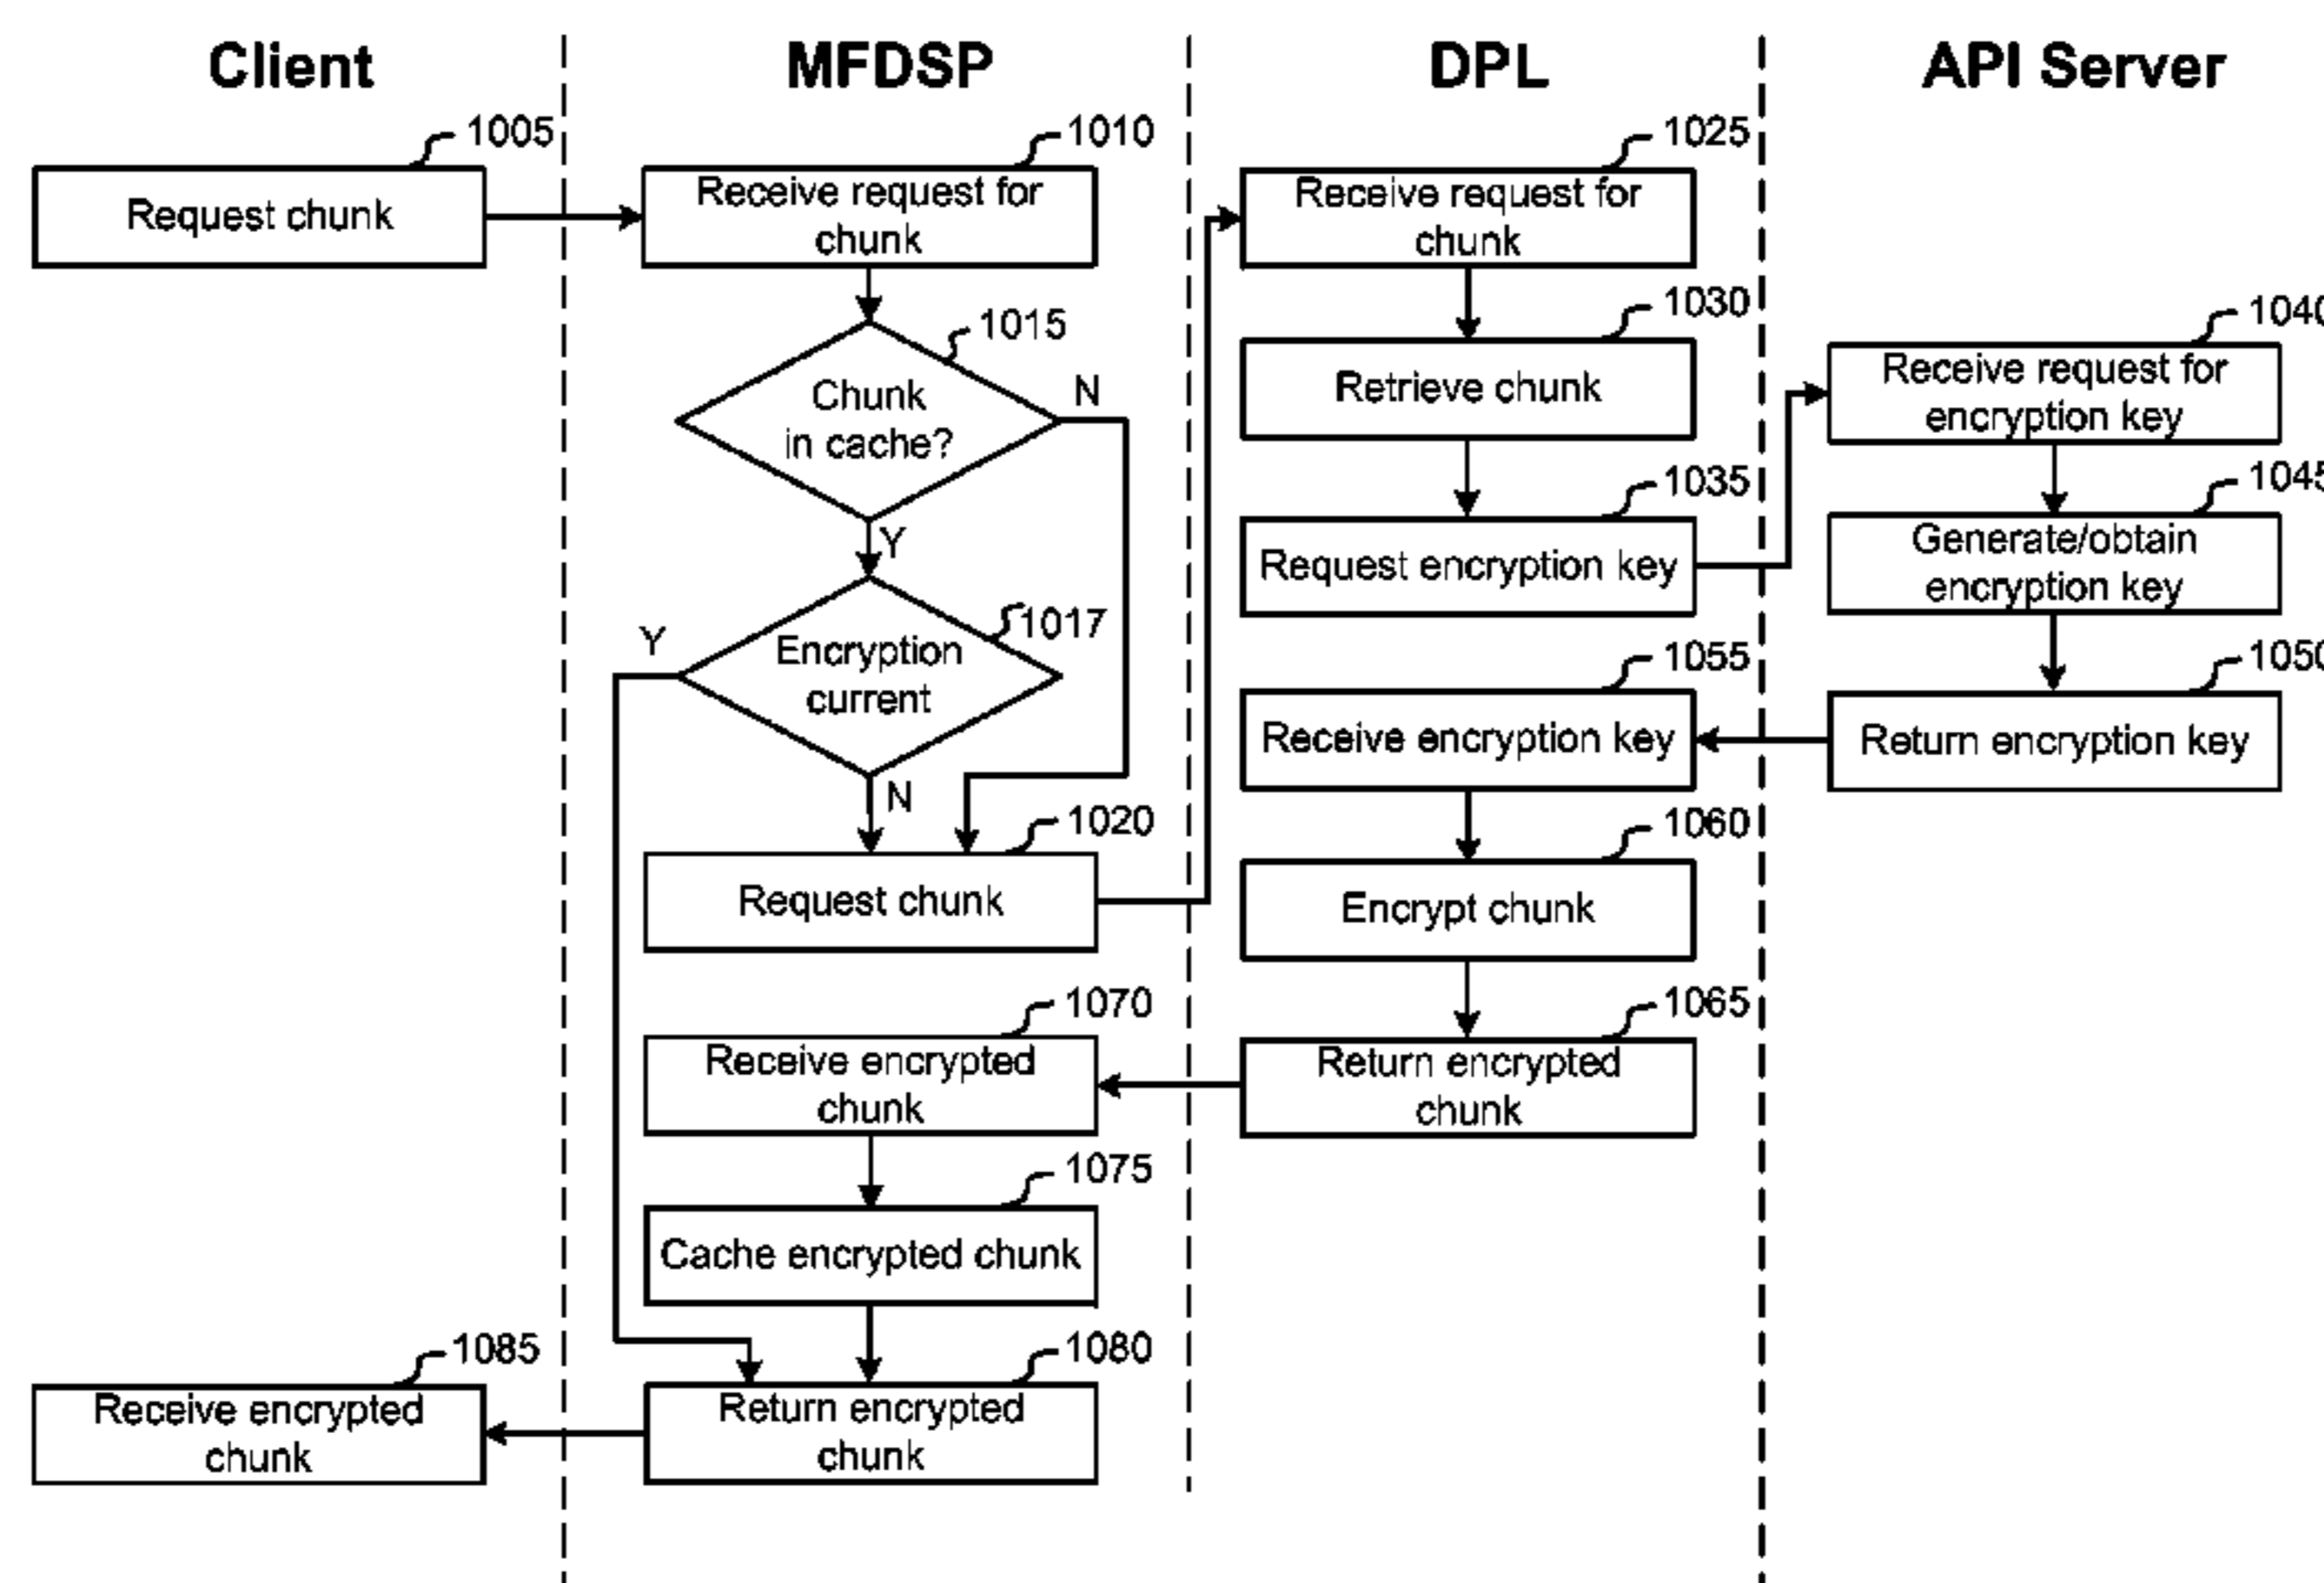 Client
MFDSP
DPL
API Server
1005
Request chunk
1010
Receive request for
chunk
1015
Chunk
in cache?
N
Y
1017
Encryption
current
Y
N
1020
Request chunk
1025
Receive request for
chunk
1030
Retrieve chunk
1035
Request encryption key
1040
Receive request for
encryption key
1045
Generate/obtain
encryption key
1050
Return encryption key
1055
Receive encryption key
1060
Encrypt chunk
1065
Return encrypted
chunk
1070
Receive encrypted
chunk
1075
Cache encrypted chunk
1080
Return encrypted
chunk
1085
Receive encrypted
chunk